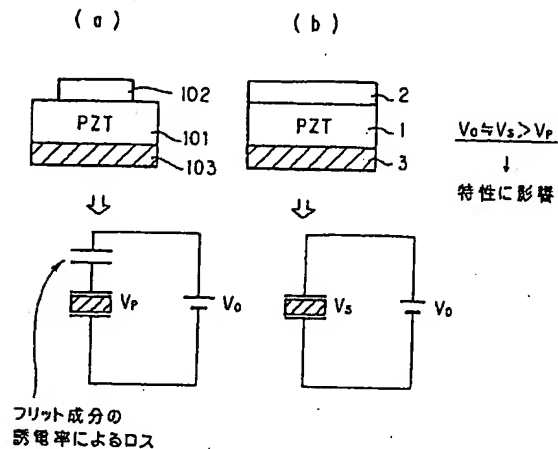 (a)
(b)
102
2
PZT
101
PZT
1
103
3
V₀≒Vs>Vp
↓
特性に影響
Vp
V₀
Vs
V₀
フリット成分の
誘電率によるロス